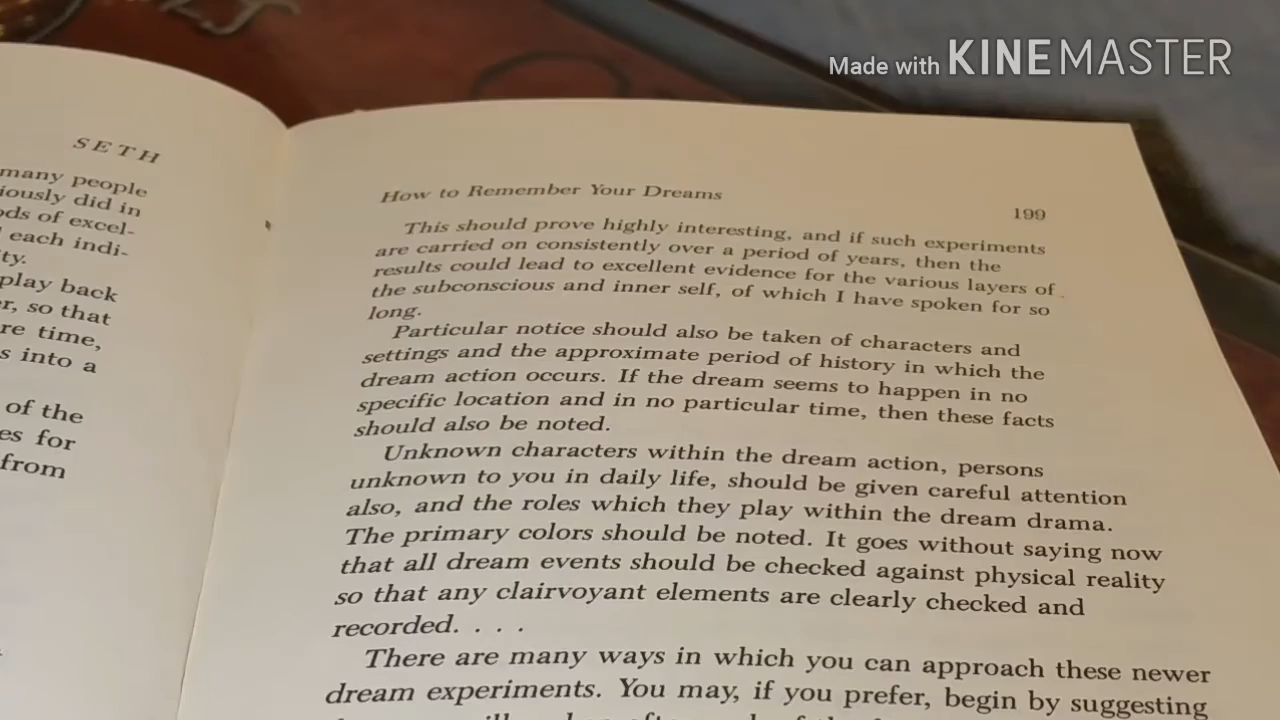 Made with KINEMASTER
SETH
many people
iously did in
ods of excel-
each indi-
ty.
play back
r, so that
re time,
s into a
of the
es for
from
How to Remember Your Dreams
199
This should prove highly interesting, and if such experiments
are carried on consistently over a period of years, then the
results could lead to excellent evidence for the various layers of
the subconscious and inner self, of which I have spoken for so
long.
Particular notice should also be taken of characters and
settings and the approximate period of history in which the
dream action occurs. If the dream seems to happen in no
specific location and in no particular time, then these facts
should also be noted.
Unknown characters within the dream action, persons
unknown to you in daily life, should be given careful attention
also, and the roles which they play within the dream drama.
The primary colors should be noted. It goes without saying now
that all dream events should be checked against physical reality
so that any clairvoyant elements are clearly checked and
recorded. . . .
There are many ways in which you can approach these newer
dream experiments. You may, if you prefer, begin by suggesting